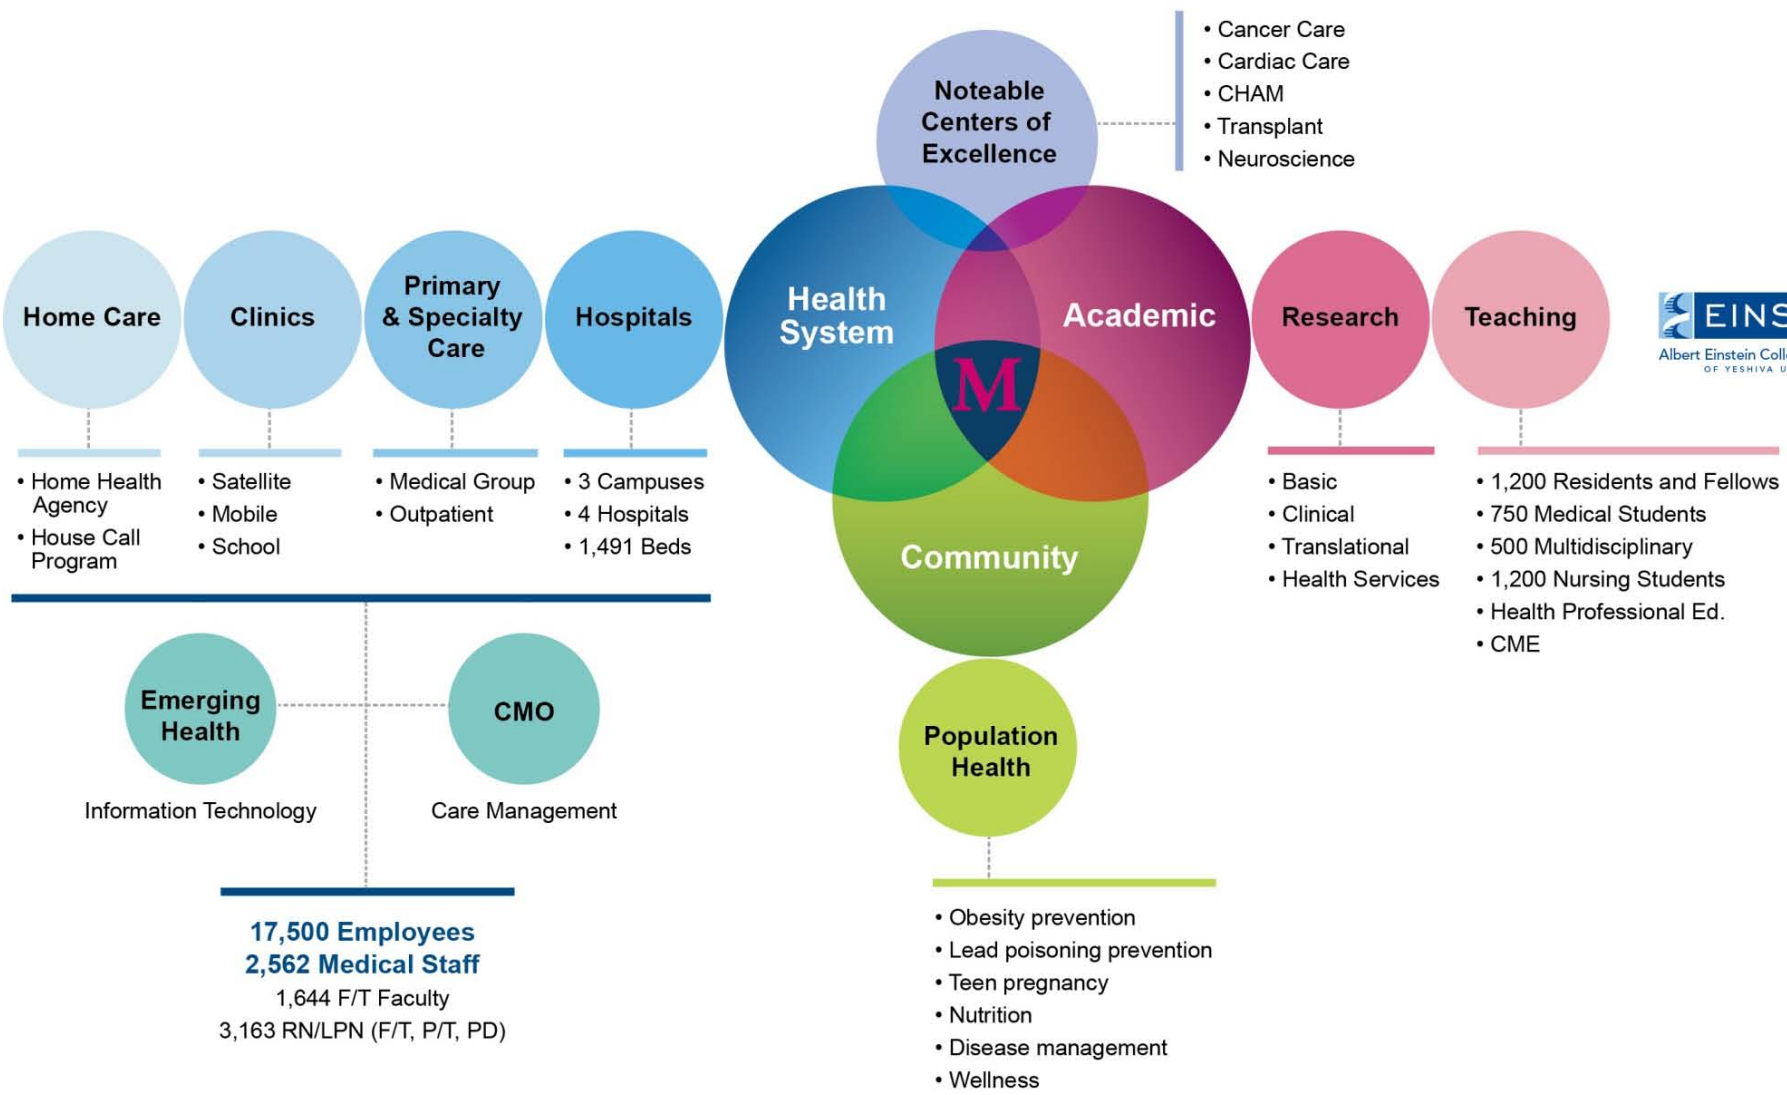 Noteable
Centers of
Excellence
• Cancer Care
• Cardiac Care
• CHAM
• Transplant
• Neuroscience
Home Care
• Home Health
Agency
• House Call
Program
Clinics
• Satellite
• Mobile
• School
Primary
& Specialty
Care
• Medical Group
• Outpatient
Hospitals
• 3 Campuses
• 4 Hospitals
• 1,491 Beds
Health
System
Academic
M
Community
Research
• Basic
• Clinical
• Translational
• Health Services
Teaching
• 1,200 Residents and Fellows
• 750 Medical Students
• 500 Multidisciplinary
• 1,200 Nursing Students
• Health Professional Ed.
• CME
EINS
Albert Einstein Colle
OF YESHIVA U
Emerging
Health
Information Technology
CMO
Care Management
17,500 Employees
2,562 Medical Staff
1,644 F/T Faculty
3,163 RN/LPN (F/T, P/T, PD)
Population
Health
• Obesity prevention
• Lead poisoning prevention
• Teen pregnancy
• Nutrition
• Disease management
• Wellness